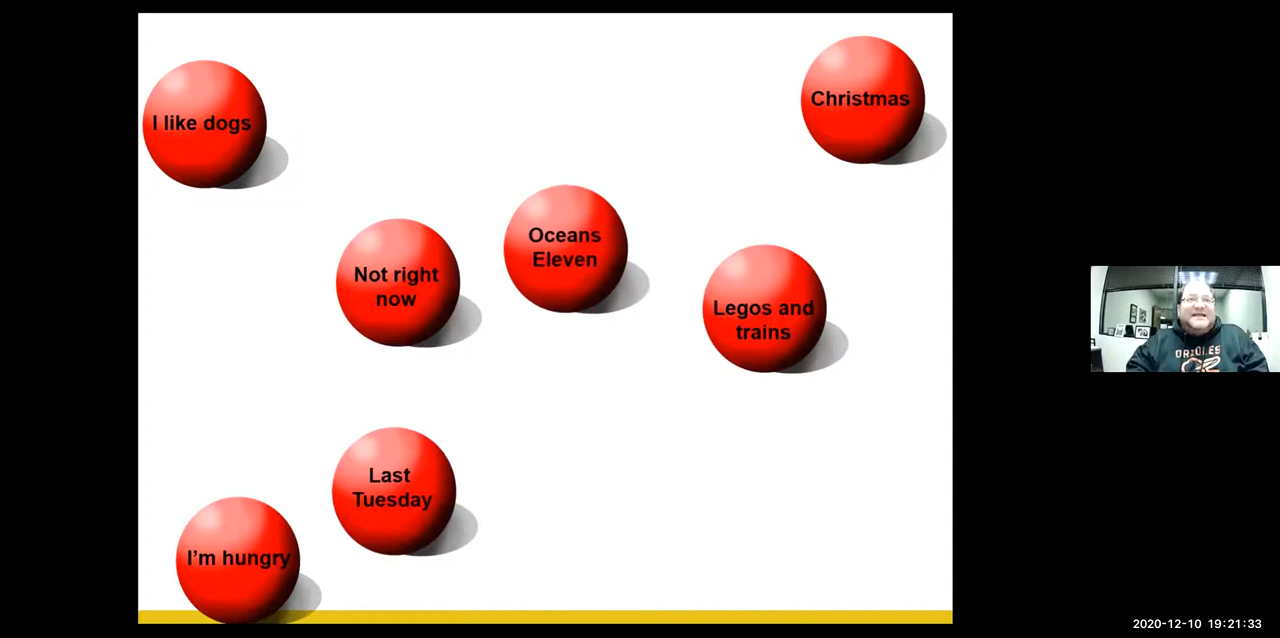 I like dogs
Christmas
Oceans
Eleven
Not right
now
Legos and
trains
Last
Tuesday
I'm hungry
ORIOLES
2020-12-10 19:21:33